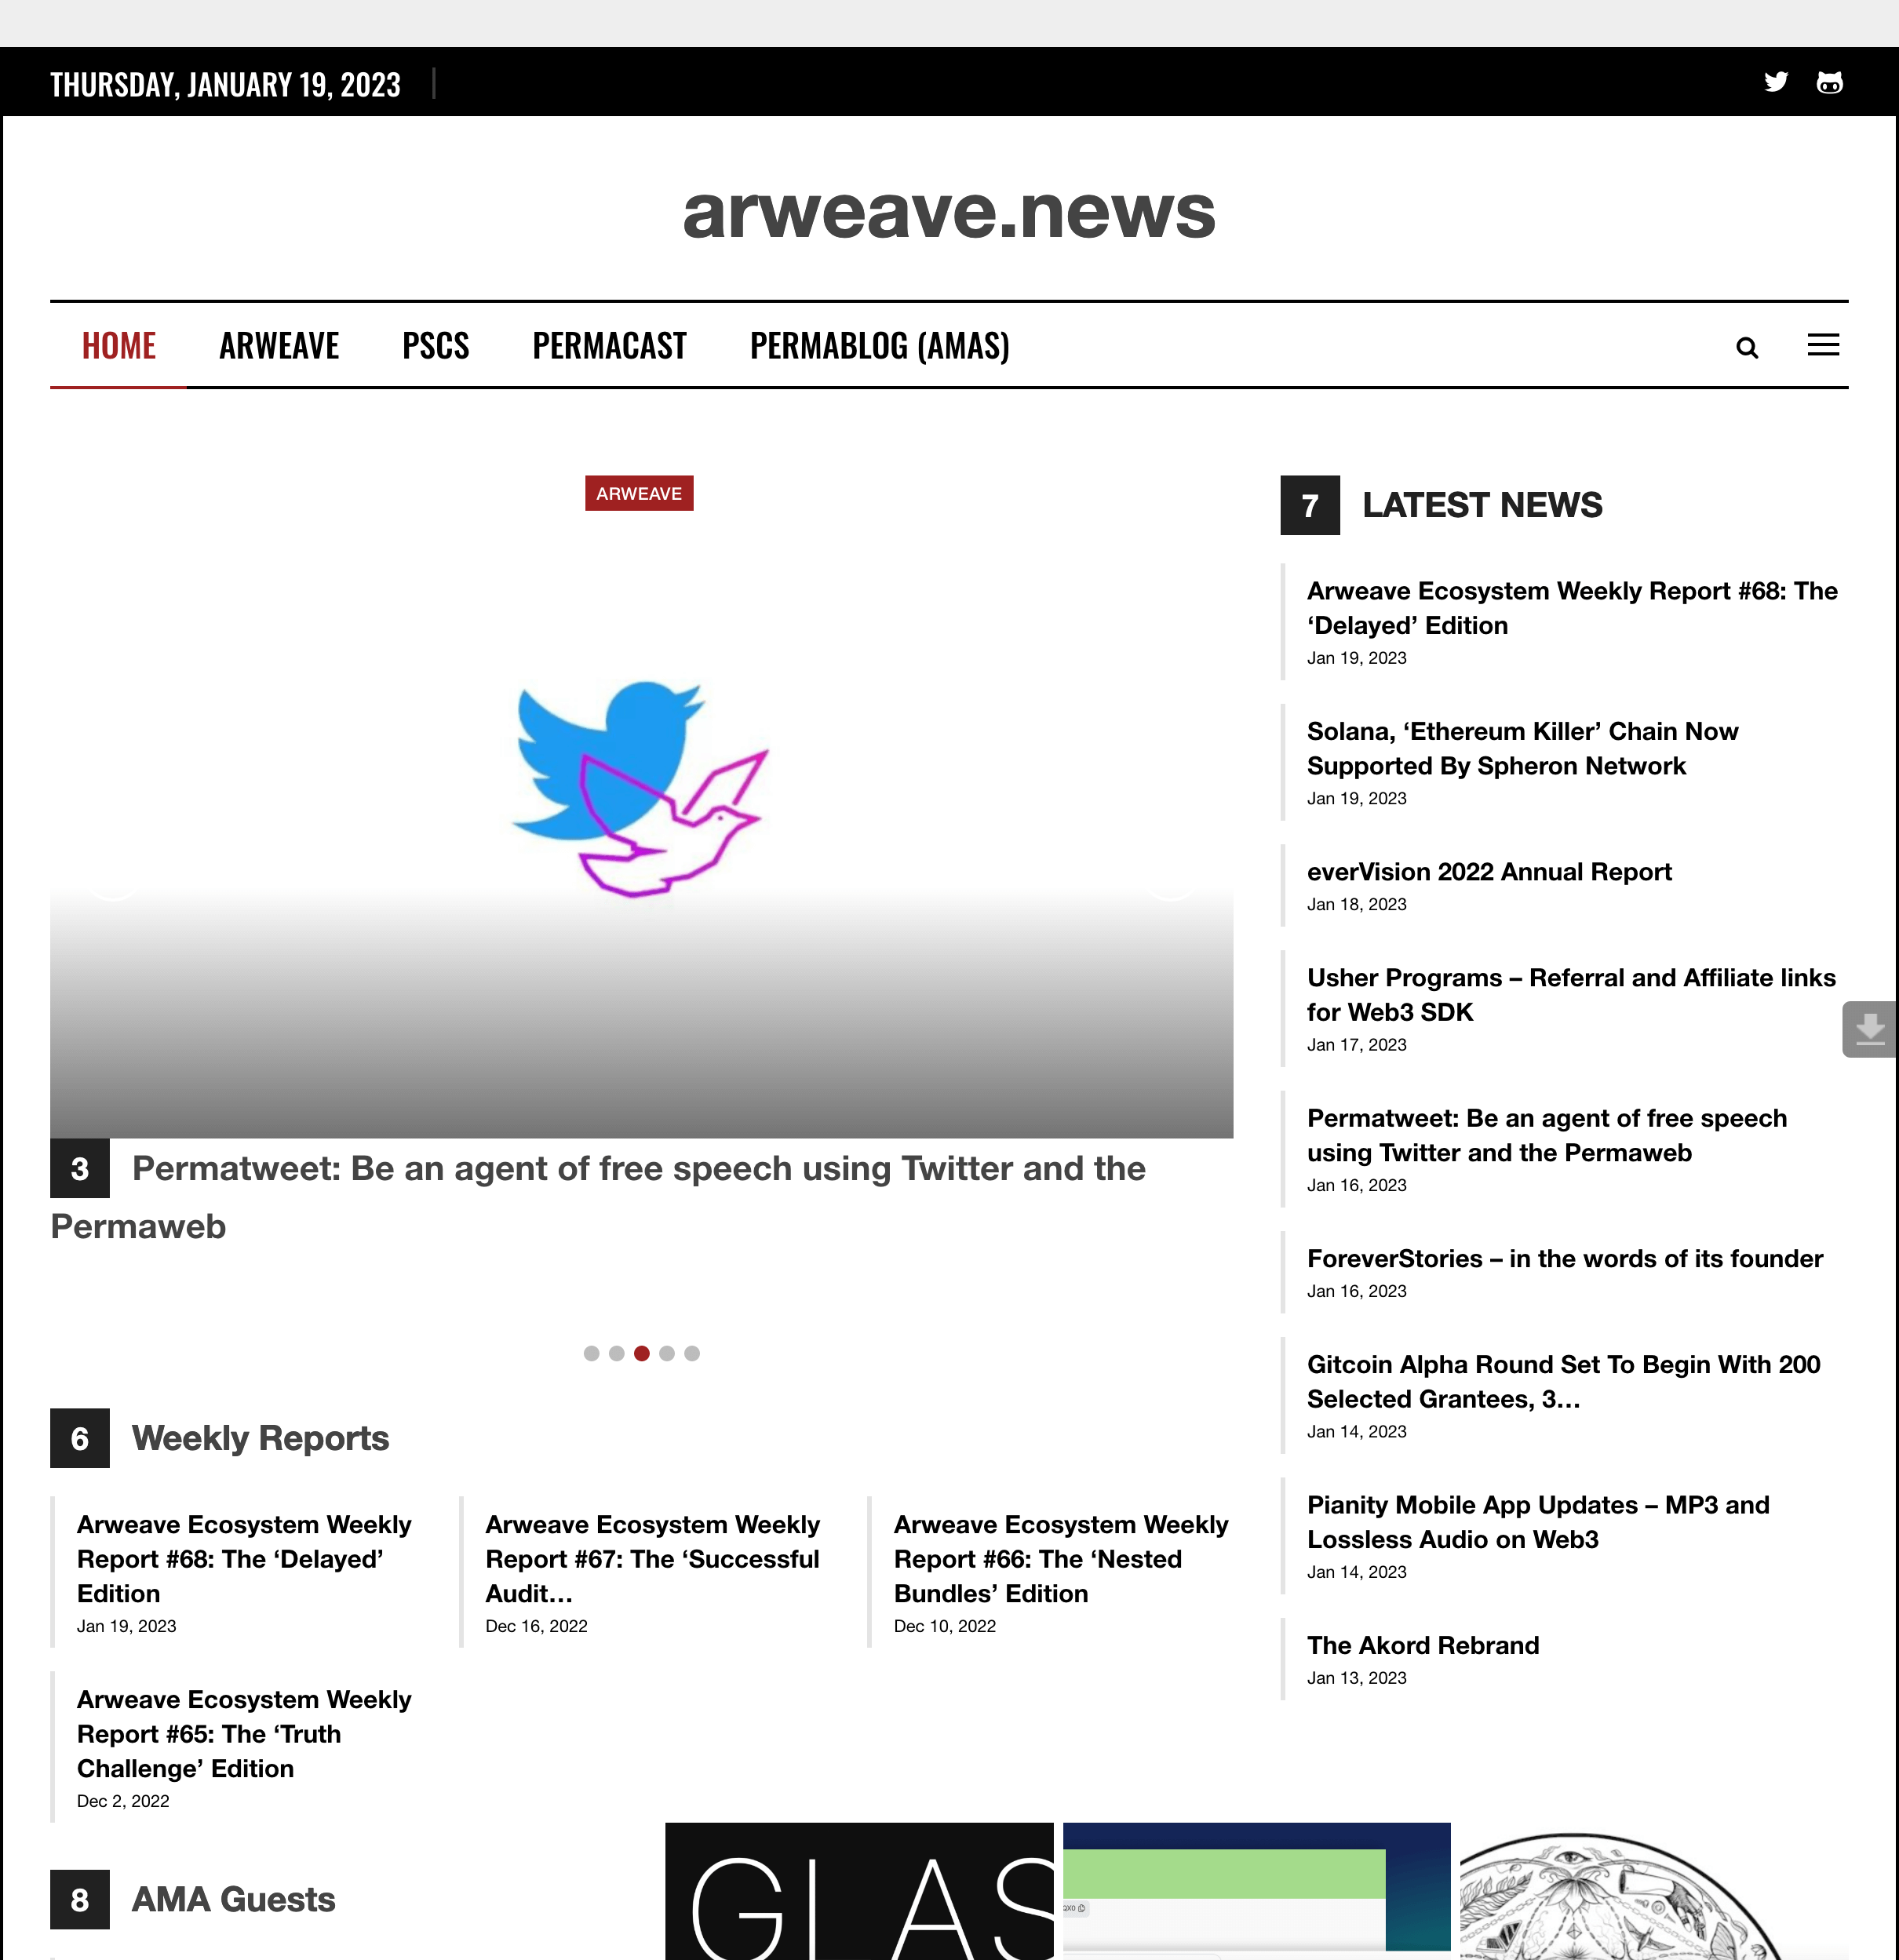 THURSDAY, JANUARY 19, 2023
arweave.news
HOME ARWEAVE PSCS PERMACAST PERMABLOG (AMAS)
ARWEAVE
3 Permatweet: Be an agent of free speech using Twitter and the
Permaweb
6 Weekly Reports
Arweave Ecosystem Weekly
Report #68: The ‘Delayed’
Edition
Jan 19, 2023
Arweave Ecosystem Weekly
Report #67: The ‘Successful
Audit...
Dec 16, 2022
Arweave Ecosystem Weekly
Report #66: The ‘Nested
Bundles’ Edition
Dec 10, 2022
Arweave Ecosystem Weekly
Report #65: The ‘Truth
Challenge’ Edition
Dec 2, 2022
7 LATEST NEWS
Arweave Ecosystem Weekly Report #68: The
‘Delayed’ Edition
Jan 19, 2023
Solana, ‘Ethereum Killer’ Chain Now
Supported By Spheron Network
Jan 19, 2023
everVision 2022 Annual Report
Jan 18, 2023
Usher Programs – Referral and Affiliate links
for Web3 SDK
Jan 17, 2023
Permatweet: Be an agent of free speech
using Twitter and the Permaweb
Jan 16, 2023
ForeverStories – in the words of its founder
Jan 16, 2023
Gitcoin Alpha Round Set To Begin With 200
Selected Grantees, 3...
Jan 14, 2023
Pianity Mobile App Updates – MP3 and
Lossless Audio on Web3
Jan 14, 2023
The Akord Rebrand
Jan 13, 2023
8 AMA Guests
GLAS